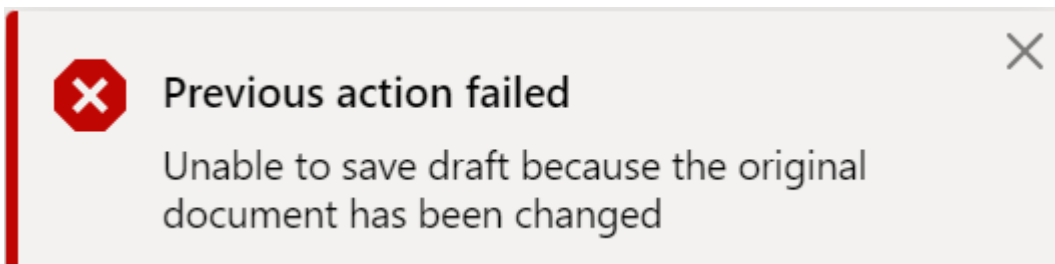 Previous action failed
Unable to save draft because the original
document has been changed